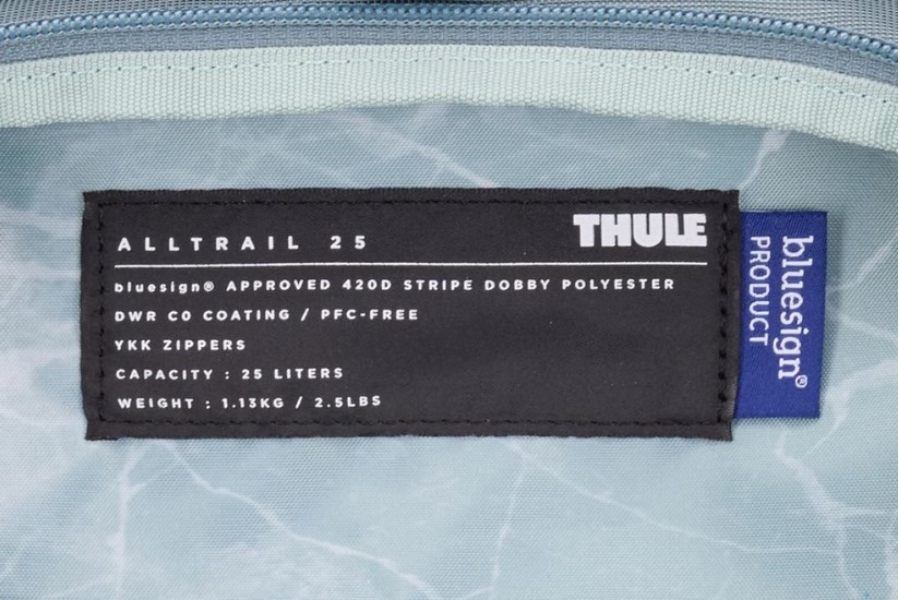 ALLTRAIL 25
THULE
bluesign® APPROVED 420D STRIPE DOBBY POLYESTER
DWR C0 COATING / PFC-FREE
YKK ZIPPERS
CAPACITY : 25 LITERS
WEIGHT : 1.13KG / 2.5LBS
bluesign®
PRODUCT